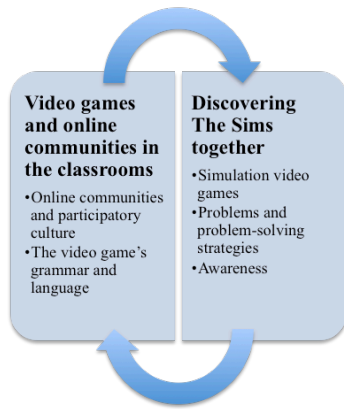 Video games
and online
communities in
the classrooms
•Online communities
and participatory
culture
•The video game's
grammar and
language
Discovering
The Sims
together
•Simulation video
games
•Problems and
problem-solving
strategies
•Awareness